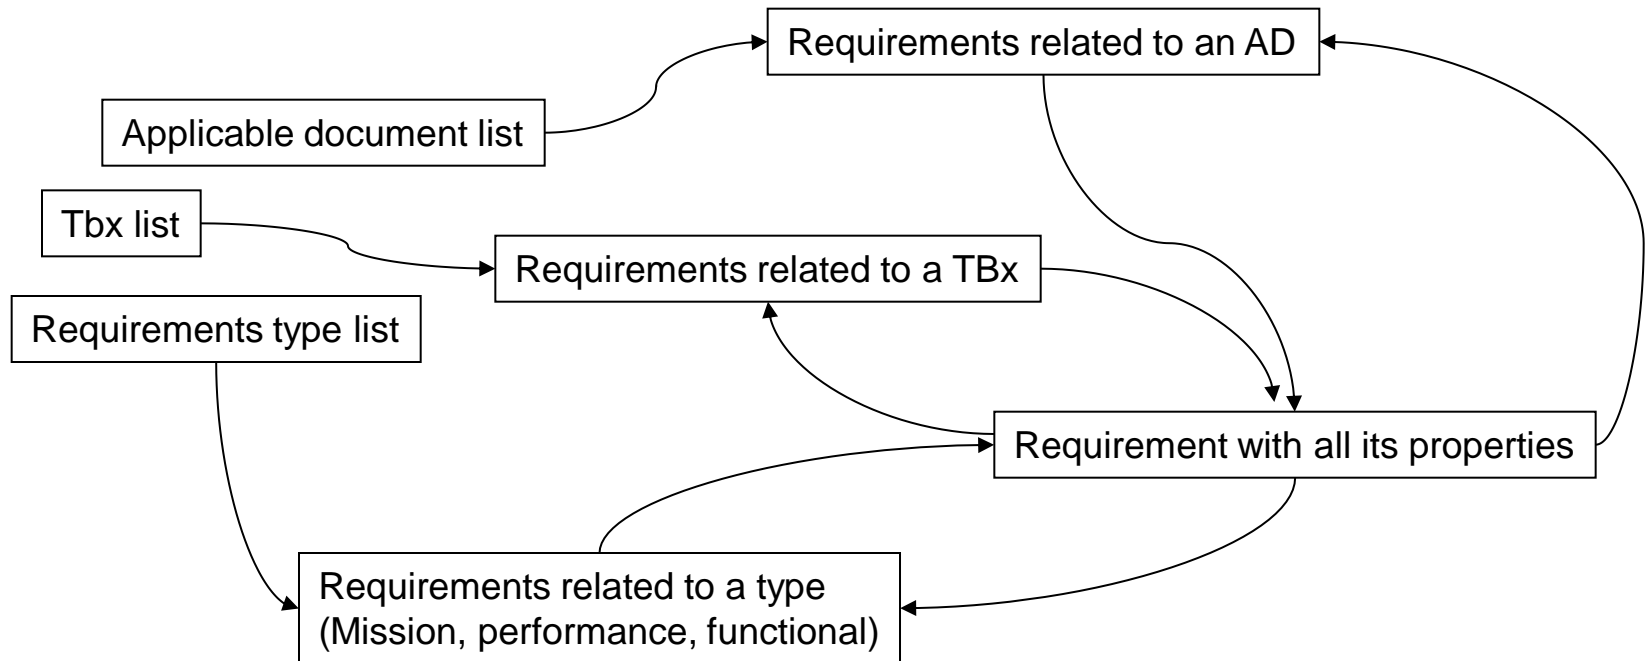 Requirements related to an AD
Applicable document list
Tbx list
Requirements related to a TBx
Requirements type list
Requirement with all its properties
Requirements related to a type
(Mission, performance, functional)